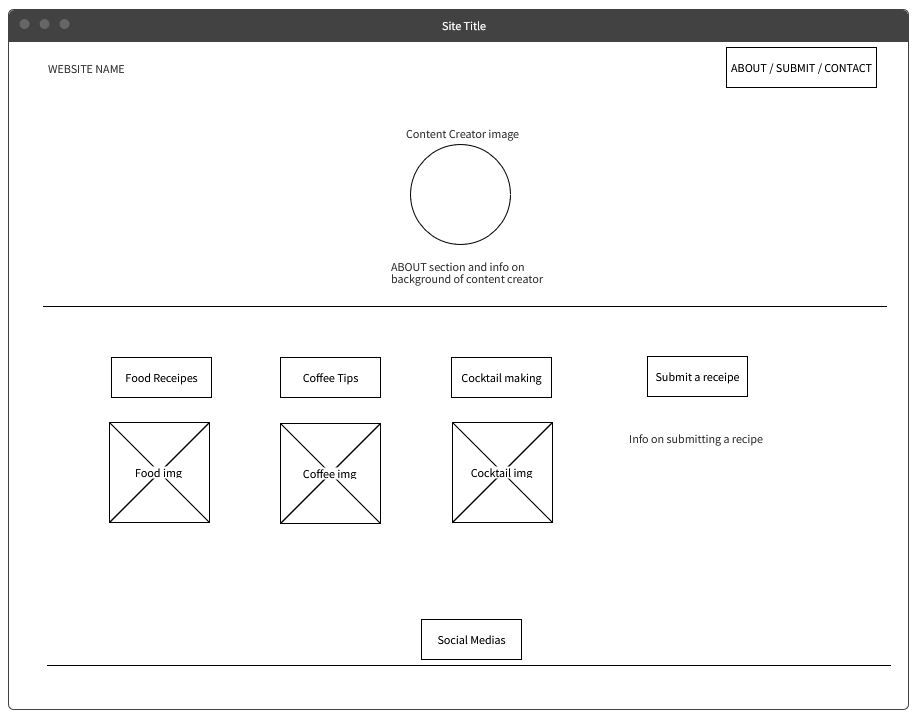 Site Title
WEBSITE NAME
ABOUT / SUBMIT / CONTACT
Content Creator image
ABOUT section and info on
background of content creator
Food Receipes
Coffee Tips
Cocktail making
Submit a receipe
Info on submitting a recipe
Food img
Coffee img
Cocktail img
Social Medias